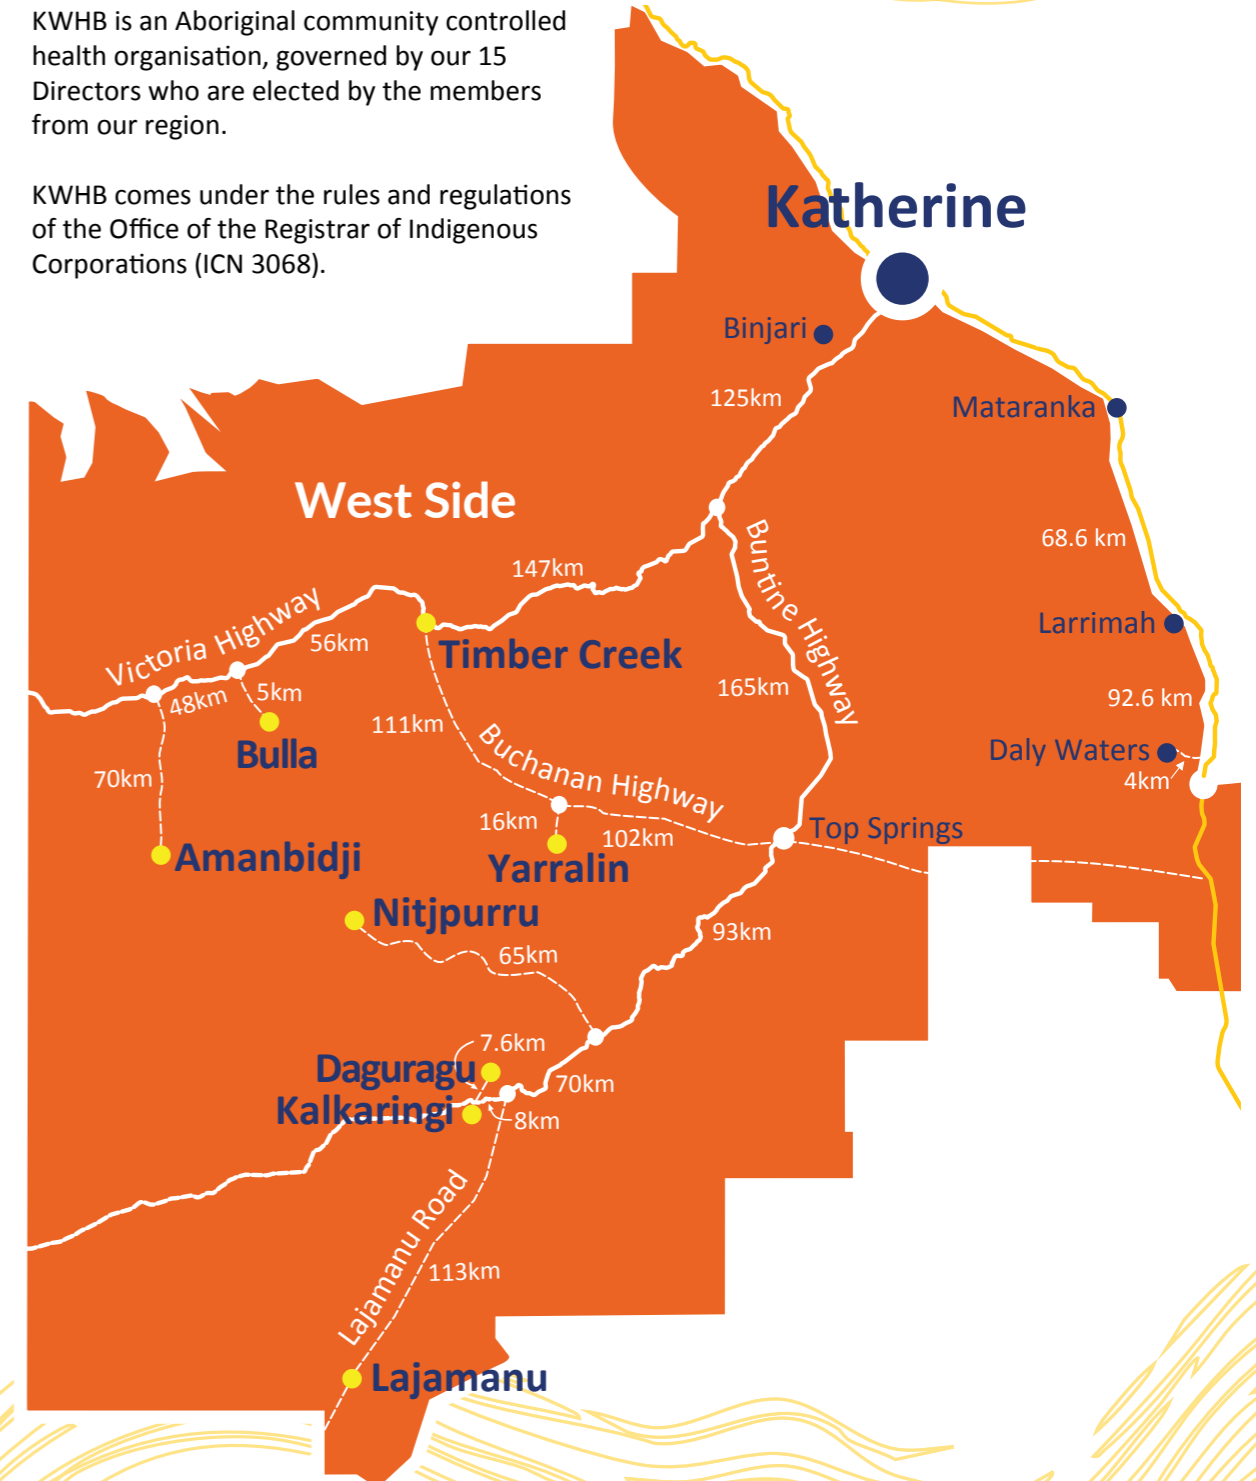 KWHB is an Aboriginal community controlled
health organisation, governed by our 15
Directors who are elected by the members
from our region.
KWHB comes under the rules and regulations
of the Office of the Registrar of Indigenous
Corporations (ICN 3068).
Katherine
Binjari
125km
Mataranka
West Side
Buntine Highway
68.6 km
147km
Victoria Highway
56km
Timber Creek
Larrimah
165km
48km
5km
92.6 km
111km
Bulla
Buchanan Highway
Daly Waters
4km
70km
16km
102km
Top Springs
Amanbidji
Yarralin
Nitjpurru
93km
65km
7.6km
Daguragu
70km
Kalkaringi
8km
Lajamanu Road
113km
Lajamanu